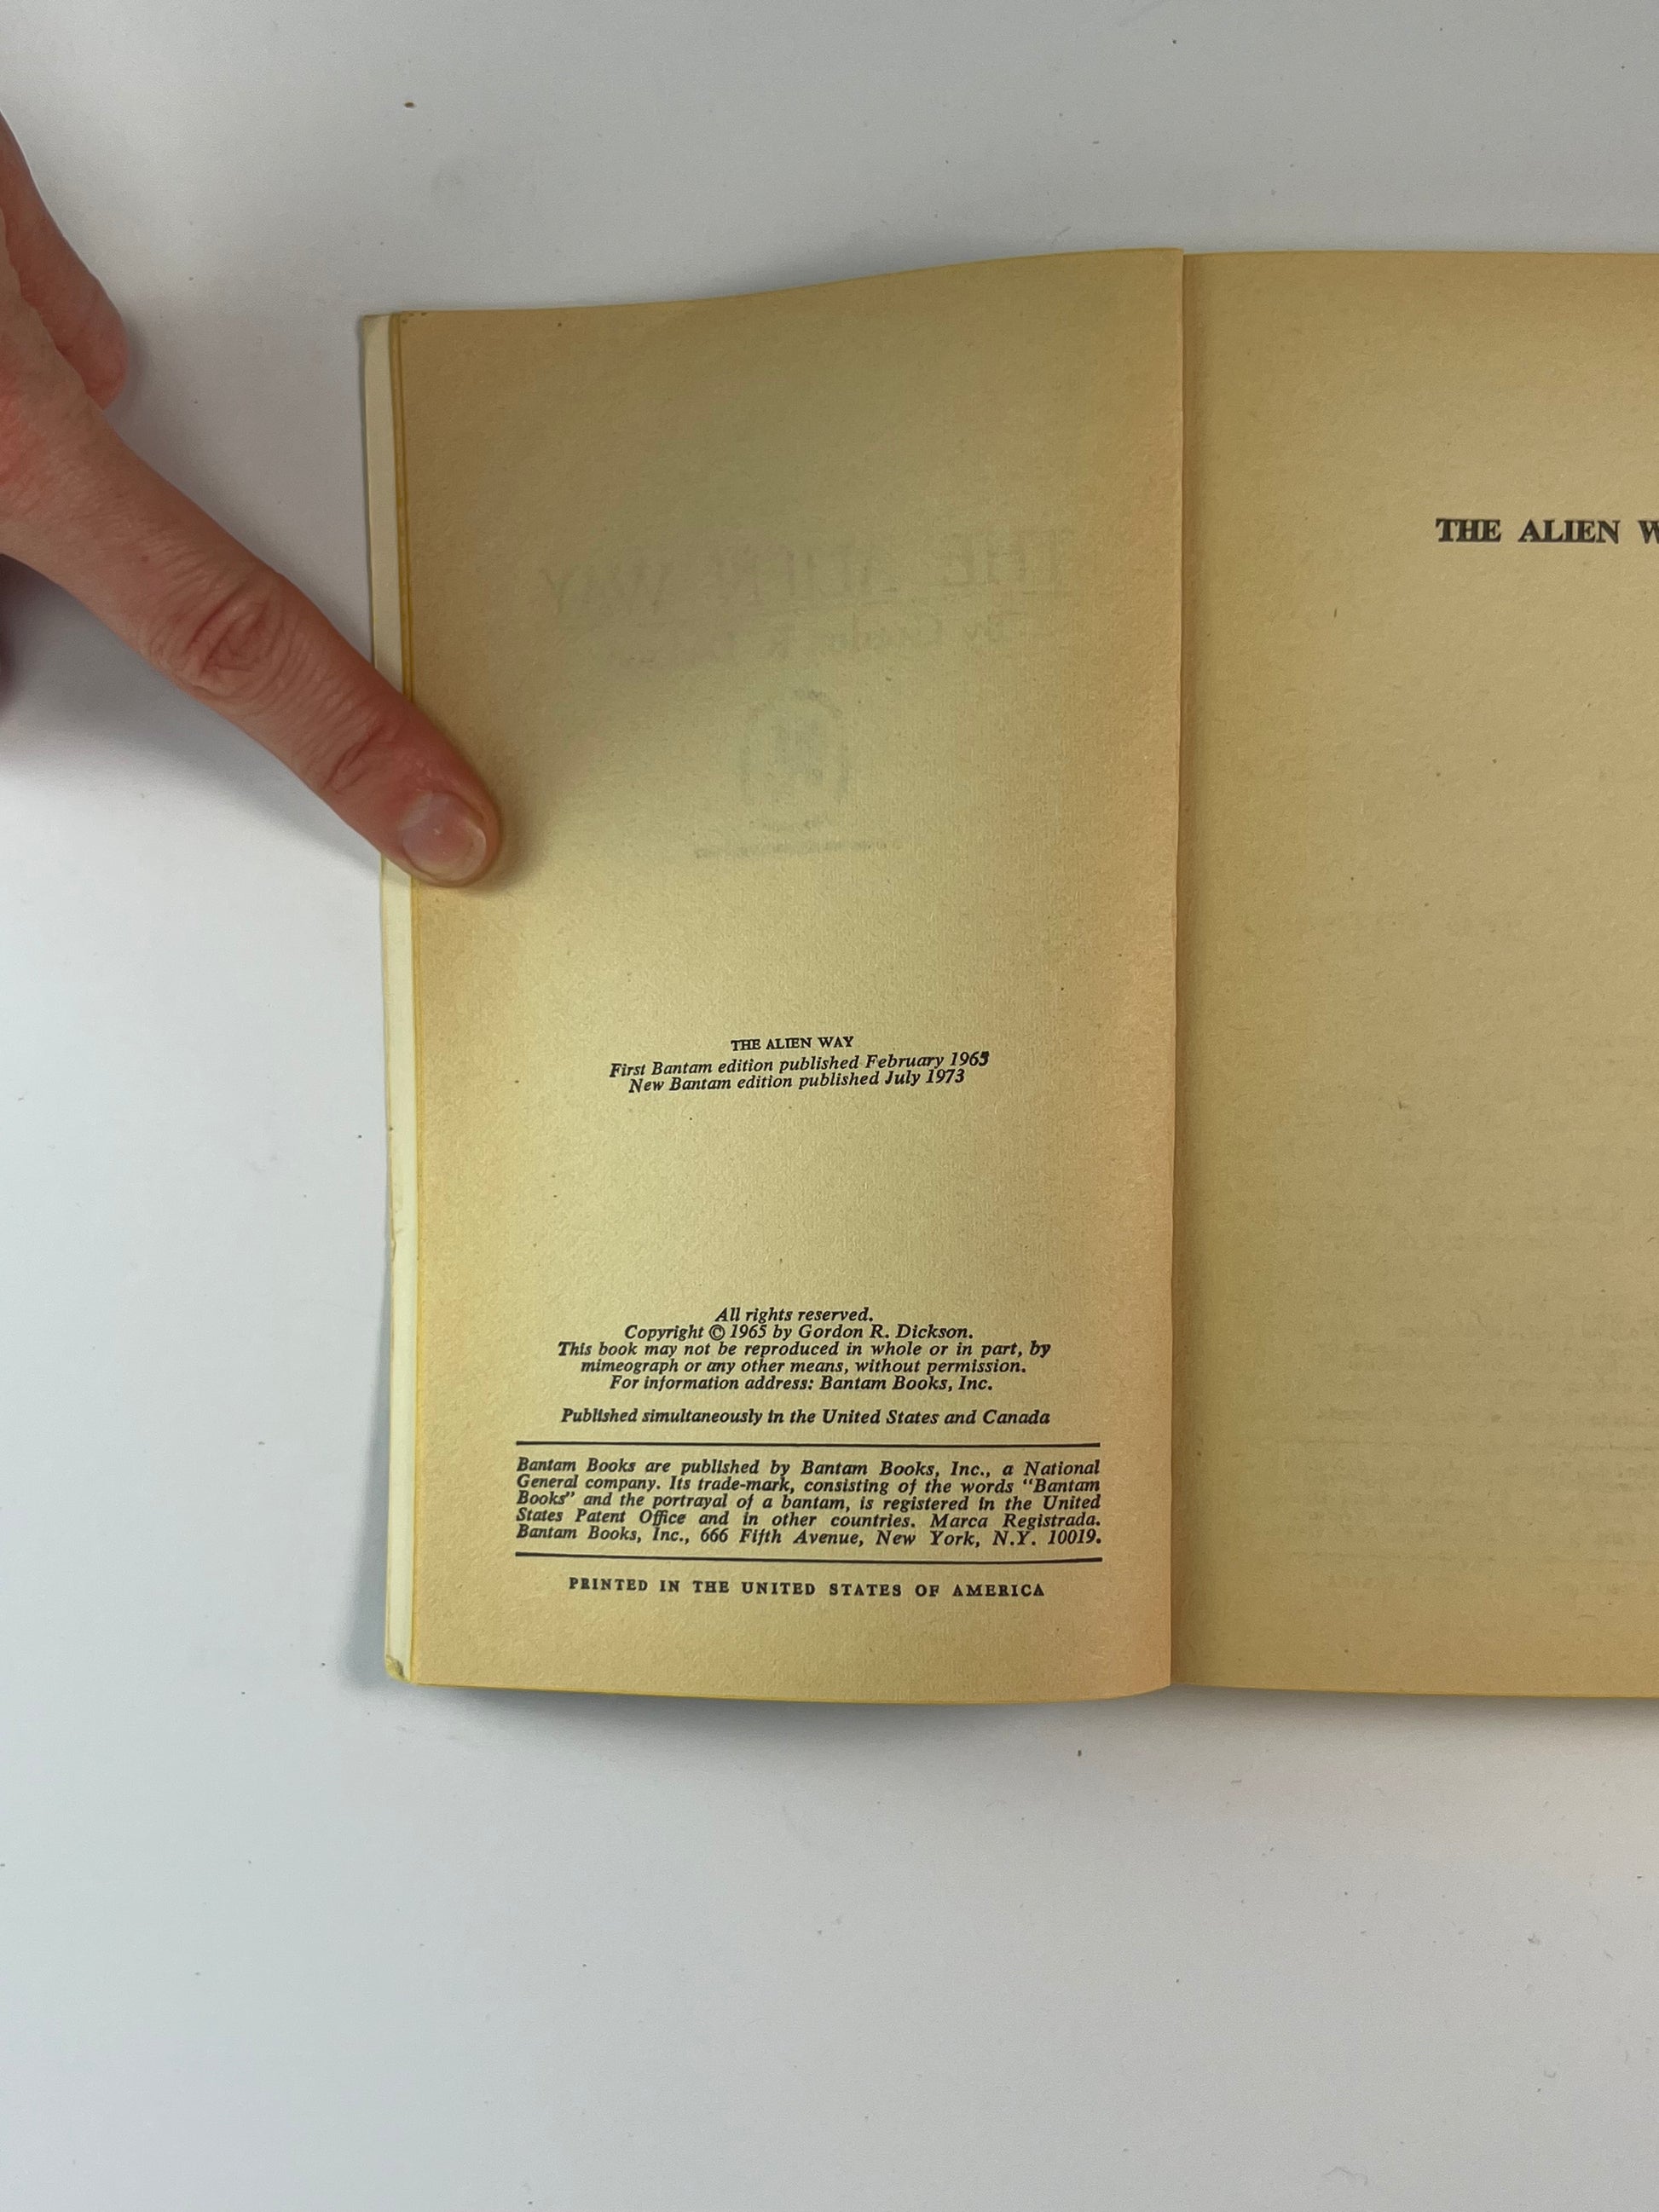 THE ALIEN WAY
First Bantam edition published February 1965
New Bantam edition published July 1973
All rights reserved.
Copyright © 1965 by Gordon R. Dickson.
This book may not be reproduced in whole or in part, by
mimeograph or any other means, without permission.
For information address: Bantam Books, Inc.
Published simultaneously in the United States and Canada
Bantam Books are published by Bantam Books, Inc., a National
General company. Its trade-mark, consisting of the words “Bantam
Books” and the portrayal of a bantam, is registered in the United
States Patent Office and in other countries. Marca Registrada.
Bantam Books, Inc., 666 Fifth Avenue, New York, N.Y. 10019.
PRINTED IN THE UNITED STATES OF AMERICA
THE ALIEN W